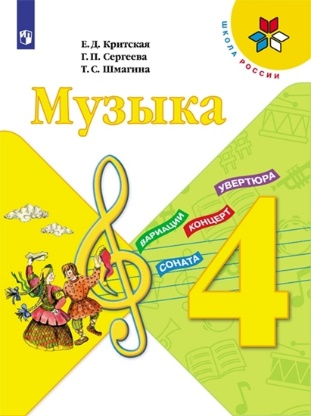 Е. Д. Критская
Г. П. Сергеева
Т. С. Шмагина
ШКОЛА РОССИИ
Музыка
УВЕРТЮРА
ВАРИАЦИИ
КОНЦЕРТ
СОНАТА
4